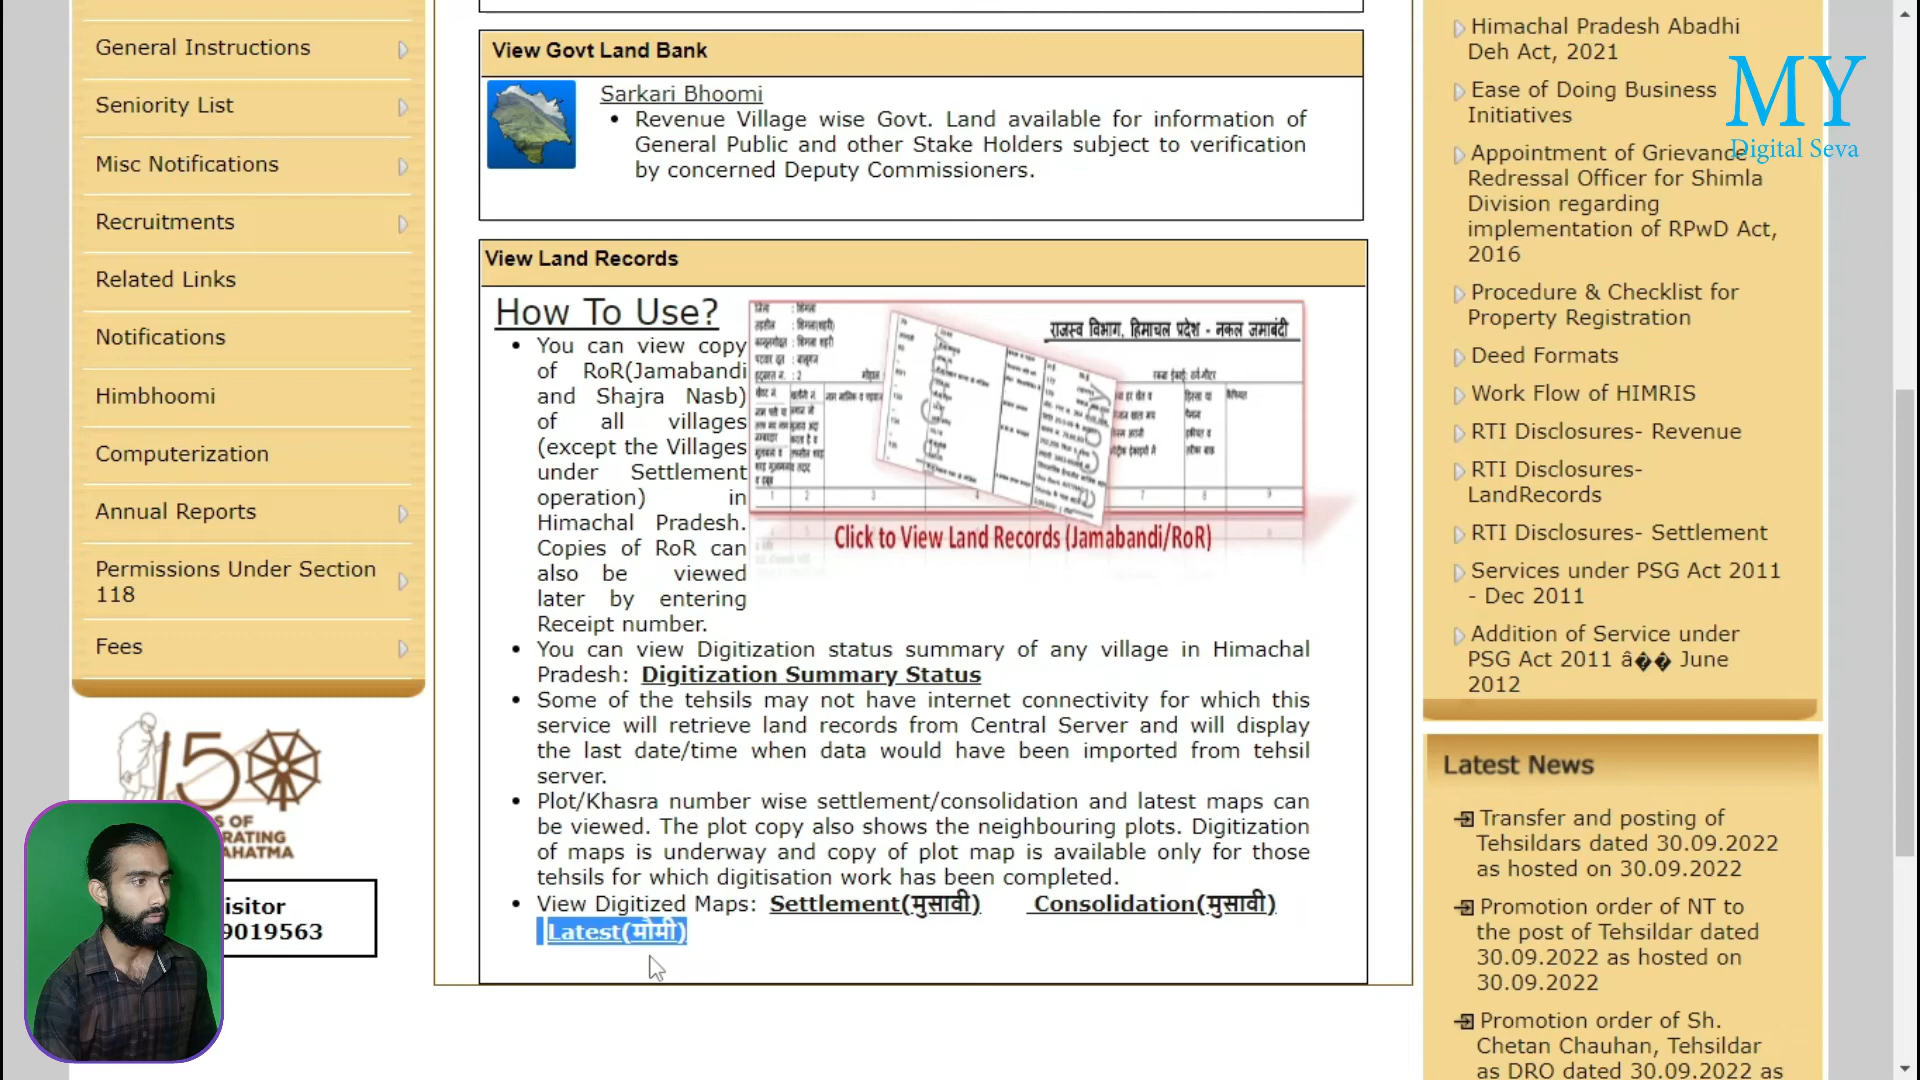 General Instructions
Seniority List
Misc Notifications
Recruitments
Related Links
Notifications
Himbhoomi
Computerization
Annual Reports
Permissions Under Section
118
Fees
150
S OF
RATING
AHATMA
isitor
9019563
View Govt Land Bank
Sarkari Bhoomi
Revenue Village wise Govt. Land available for information of
General Public and other Stake Holders subject to verification
by concerned Deputy Commissioners.
View Land Records
How To Use?
You can view copy
of RoR(Jamabandi
and Shajra Nasb)
of all villages
(except the Villages
under Settlement
operation) in
Himachal Pradesh.
Copies of RoR can
also be viewed
later by entering
Receipt number.
राजस्व विभाग, हिमाचल प्रदेश - नकल जमाबंदी
Click to View Land Records (Jamabandi/RoR)
You can view Digitization status summary of any village in Himachal
Pradesh: Digitization Summary Status
Some of the tehsils may not have internet connectivity for which this
service will retrieve land records from Central Server and will display
the last date/time when data would have been imported from tehsil
server.
Plot/Khasra number wise settlement/consolidation and latest maps can
be viewed. The plot copy also shows the neighbouring plots. Digitization
of maps is underway and copy of plot map is available only for those
tehsils for which digitisation work has been completed.
View Digitized Maps: Settlement(मुसावी) Consolidation(मुसावी)
Latest(मोमी)
Himachal Pradesh Abadhi
Deh Act, 2021
Ease of Doing Business
Initiatives
Appointment of Grievance
Redressal Officer for Shimla
Division regarding
implementation of RPwD Act,
2016
Procedure & Checklist for
Property Registration
Deed Formats
Work Flow of HIMRIS
RTI Disclosures- Revenue
RTI Disclosures-
LandRecords
RTI Disclosures- Settlement
Services under PSG Act 2011
- Dec 2011
Addition of Service under
PSG Act 2011 â�� June
2012
MY
Digital Seva
Latest News
Transfer and posting of
Tehsildars dated 30.09.2022
as hosted on 30.09.2022
Promotion order of NT to
the post of Tehsildar dated
30.09.2022 as hosted on
30.09.2022
Promotion order of Sh.
Chetan Chauhan, Tehsildar
as DRO dated 30.09.2022 as